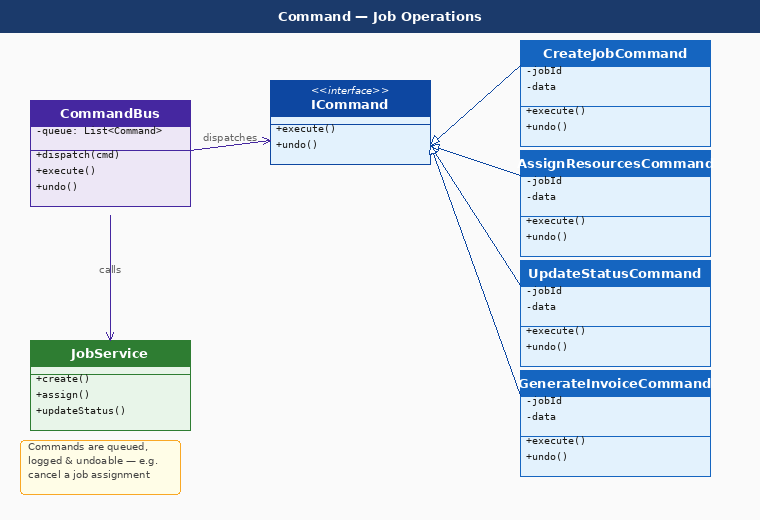 Command — Job Operations
CommandBus
-queue: List<Command>
+dispatch(cmd)
+execute()
+undo()
dispatches
<<interface>>
ICommand
+execute()
+undo()
CreateJobCommand
-jobId
-data
+execute()
+undo()
AssignResourcesCommand
-jobId
-data
+execute()
+undo()
UpdateStatusCommand
-jobId
-data
+execute()
+undo()
GenerateInvoiceCommand
-jobId
-data
+execute()
+undo()
calls
JobService
+create()
+assign()
+updateStatus()
Commands are queued,
logged & undoable — e.g.
cancel a job assignment